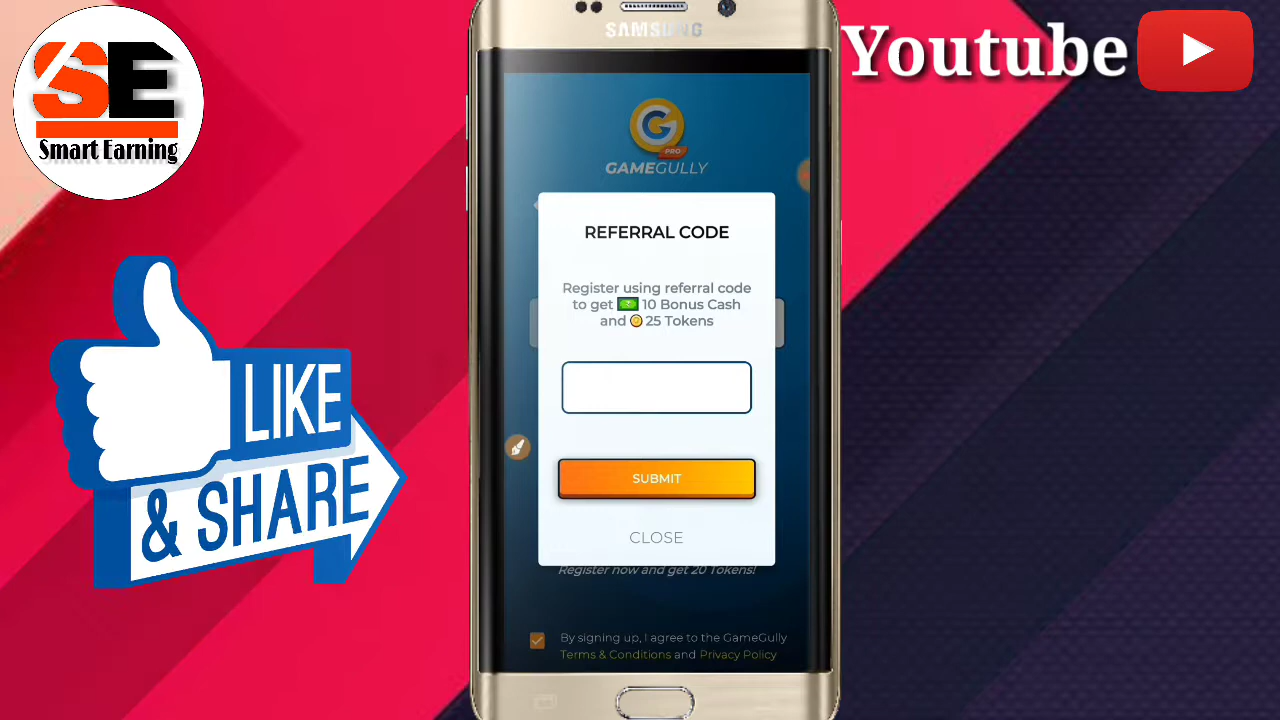 SE
Smart Earning
Youtube
SAMSUNG
G
PRO
GAMEGULLY
REFERRAL CODE
Register using referral code
to get 10 Bonus Cash
and 25 Tokens
SUBMIT
CLOSE
Register now and get 20 Tokens!
By signing up, I agree to the GameGully
Terms & Conditions and Privacy Policy
LIKE
& SHARE